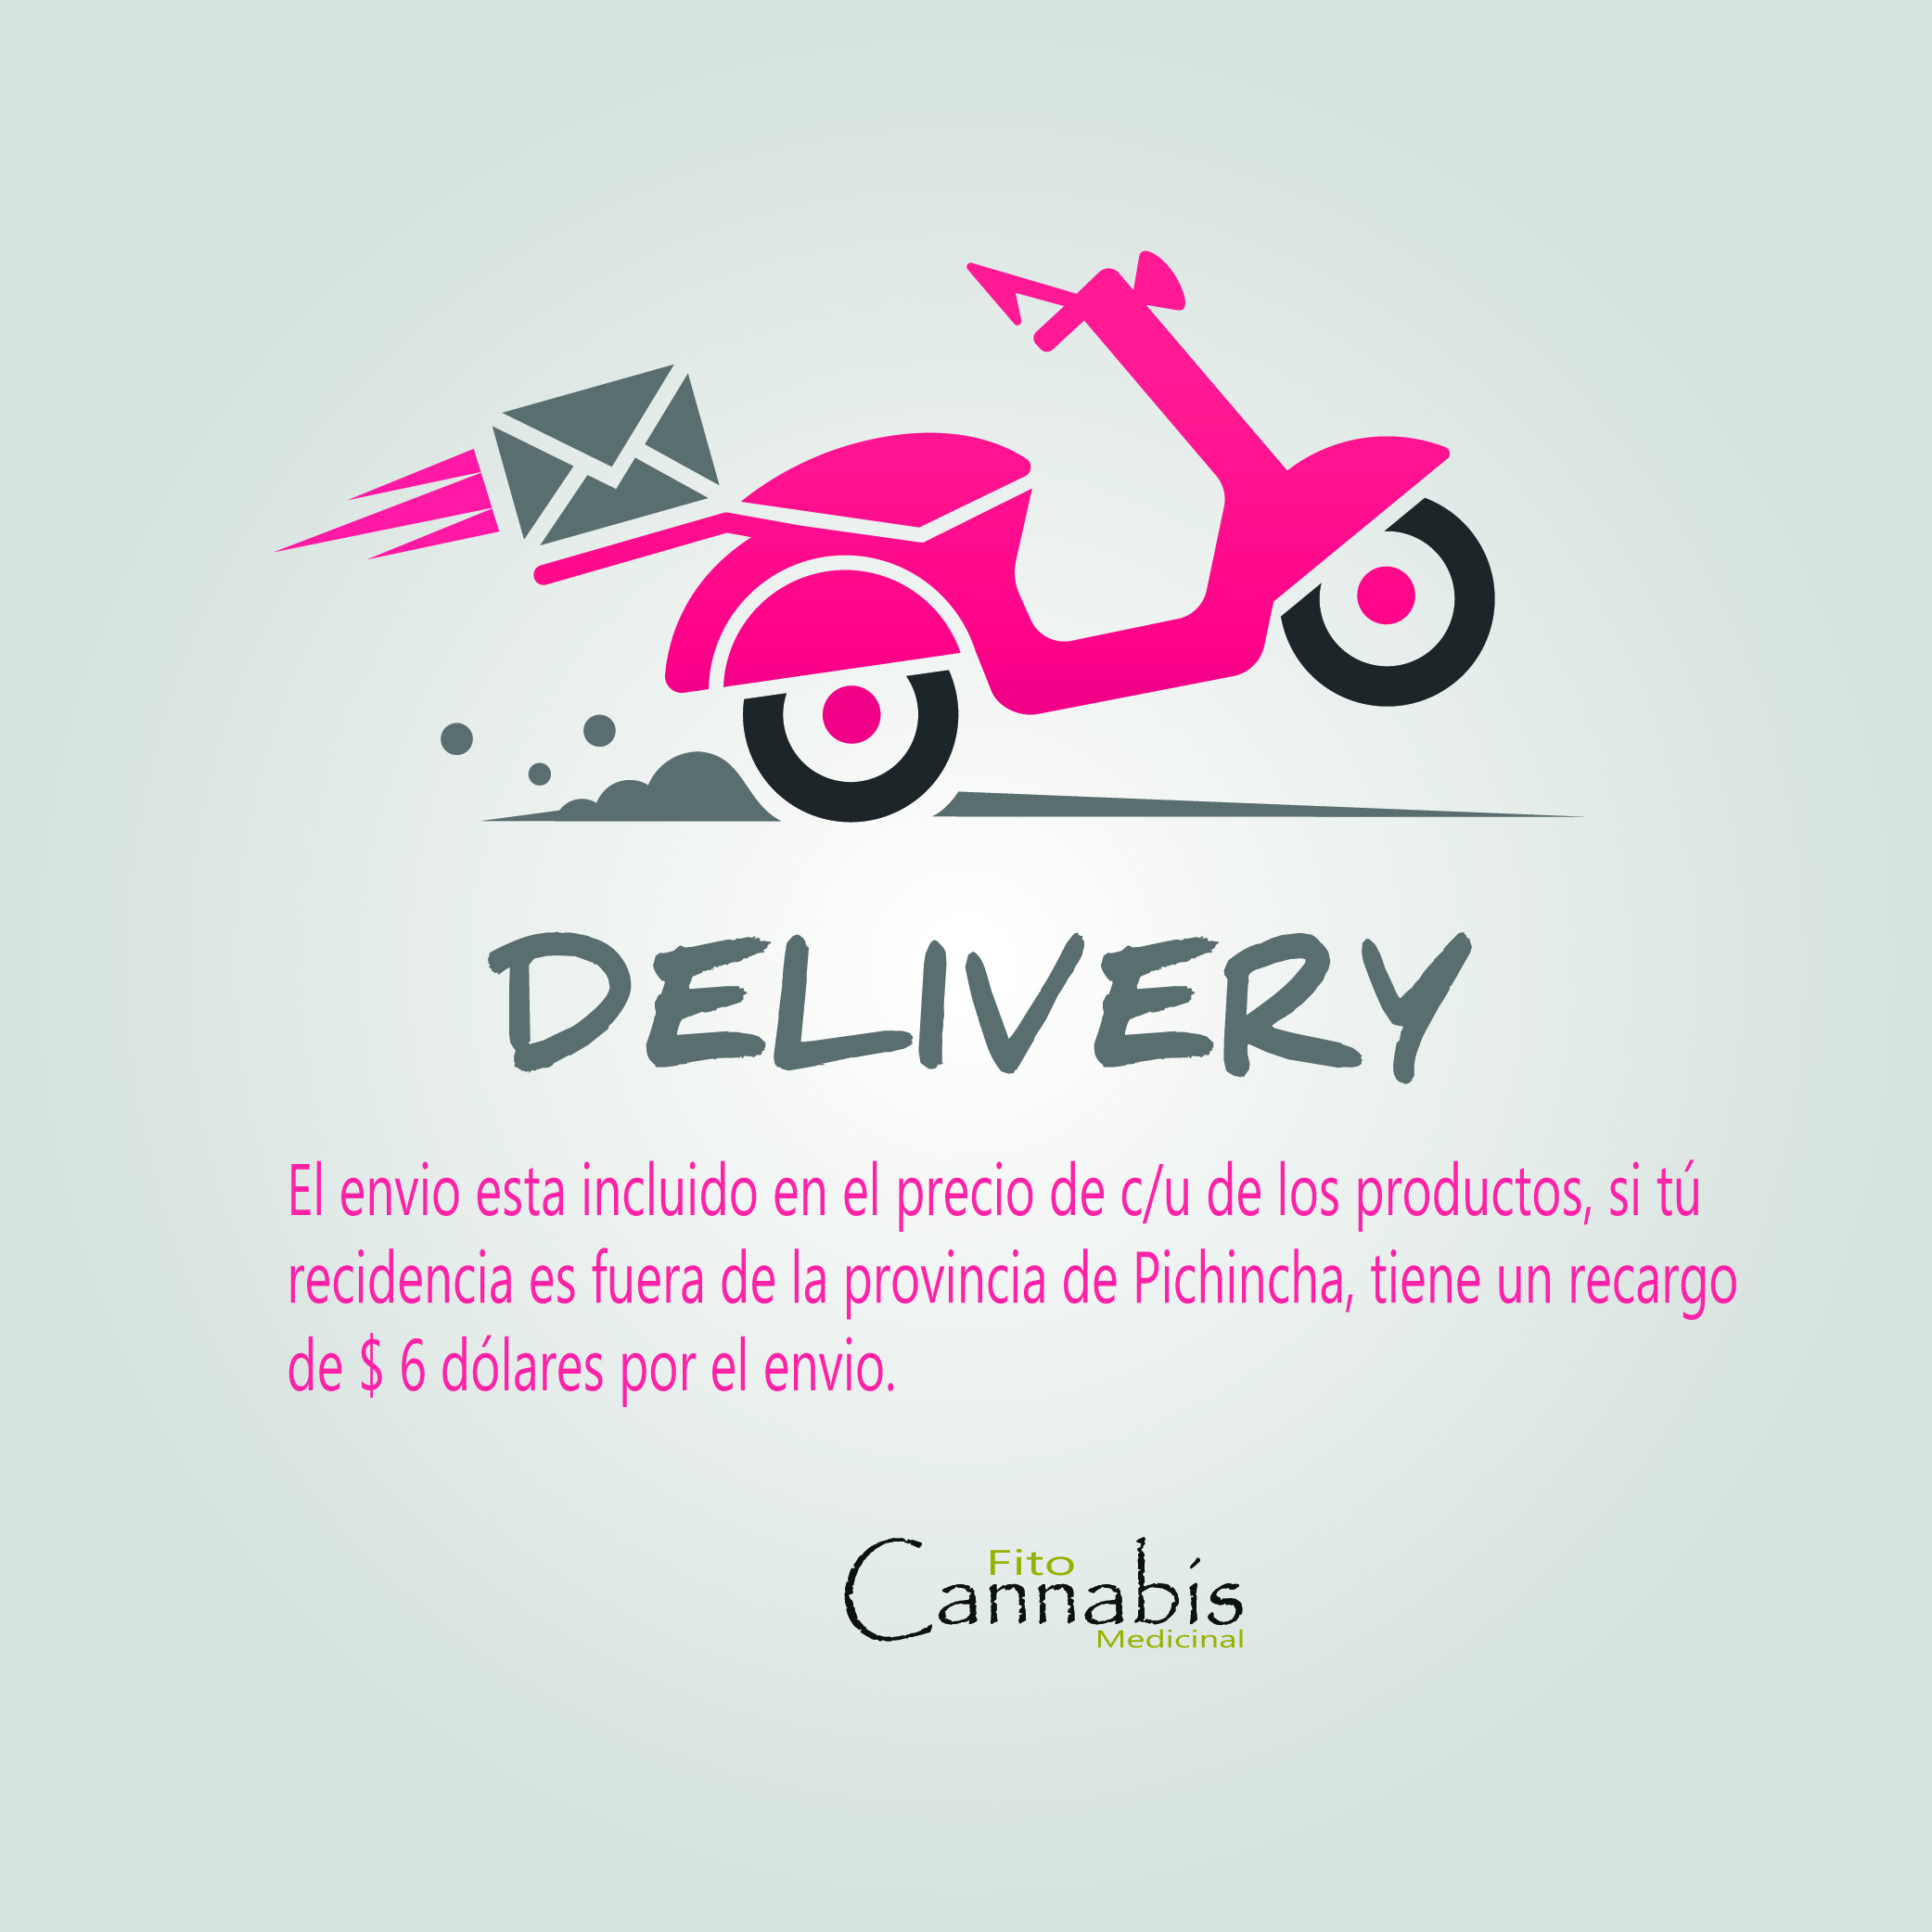 DELIVERY
El envio esta incluido en el precio de c/u de los productos, si tú
recidencia es fuera de la provincia de Pichincha, tiene un recargo
de $ 6 dólares por el envio.
Fito
Cannabis
Medicinal